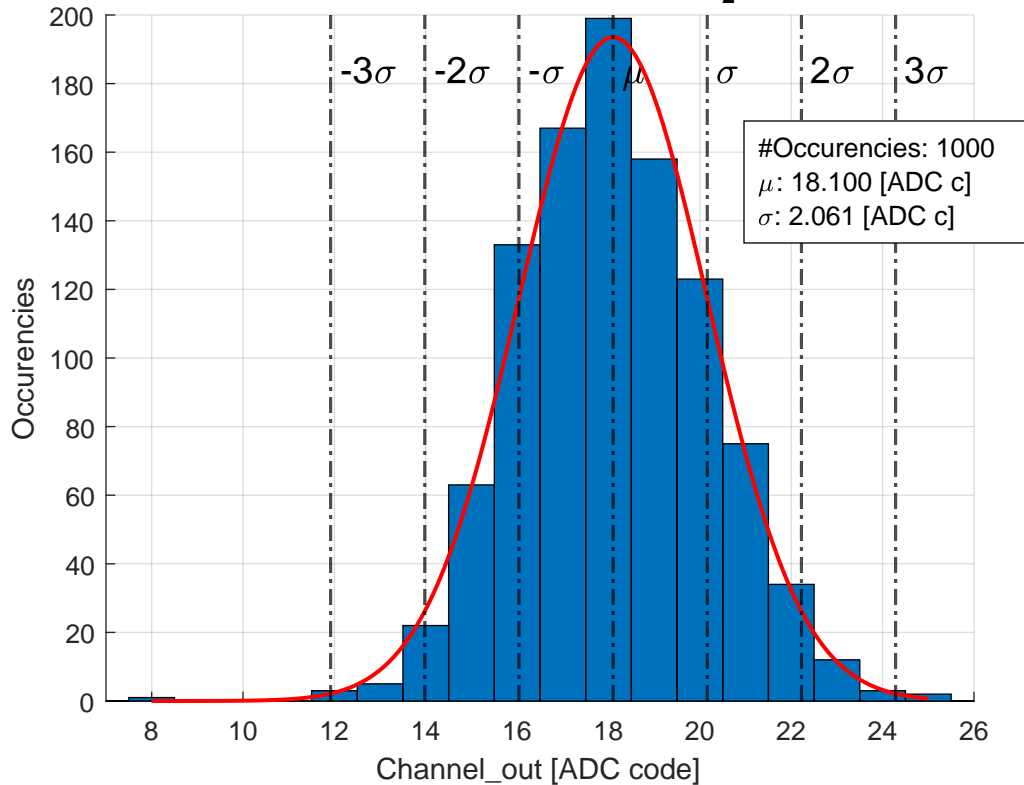 2
200
180
160
140
120
100
80
60
40
20
0
Occurencies
-3σ -2σ -σ μ σ 2σ 3σ
#Occurencies: 1000
μ: 18.100 [ADC c]
σ: 2.061 [ADC c]
8 10 12 14 16 18 20 22 24 26
Channel_out [ADC code]